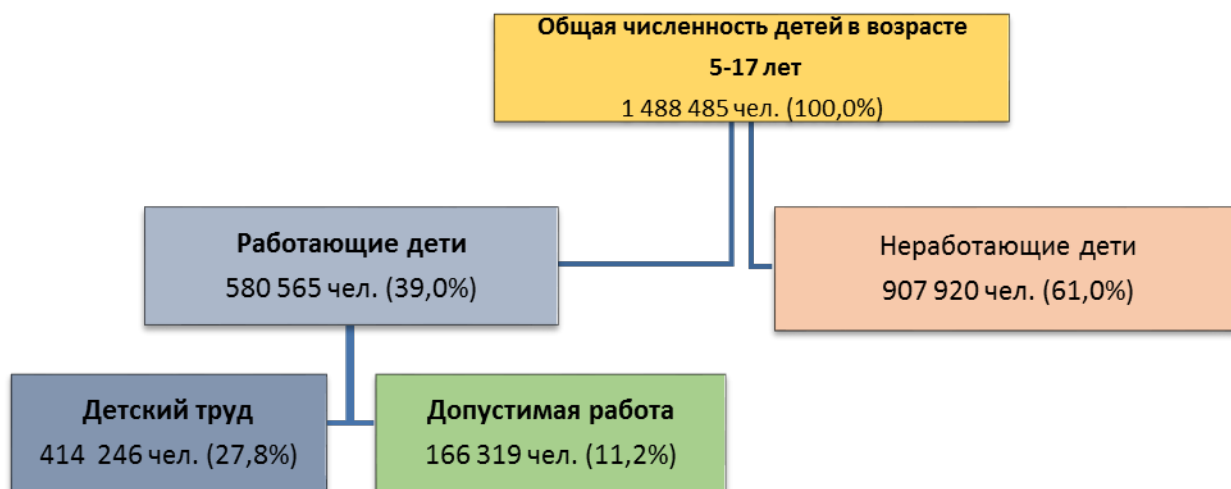 Общая численность детей в возрасте
5-17 лет
1 488 485 чел. (100,0%)
Работающие дети
580 565 чел. (39,0%)
Неработающие дети
907 920 чел. (61,0%)
Детский труд
414 246 чел. (27,8%)
Допустимая работа
166 319 чел. (11,2%)